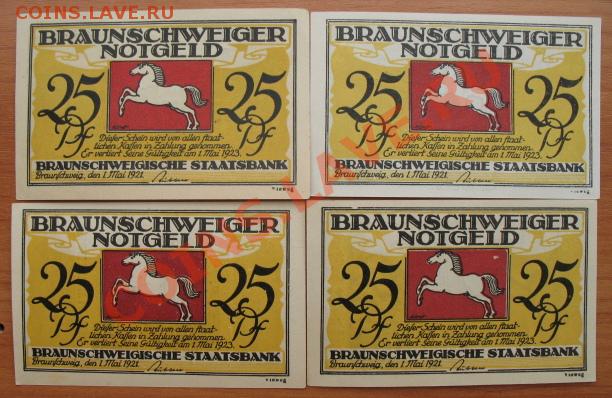 COINS.LAVE.RU
BRAUNSCHWEIGER
NOTGELD
25 Pf 25 Pf
Dieser Schein wird von allen staat-
lichen Kassen in Zahlung genommen.
Er verliert Seine Gültigkeit am 1 Mai 1923.
BRAUNSCHWEIGISCHE STAATSBANK
Braunschweig, den 1. Mai 1921.
BRAUNSCHWEIGER
NOTGELD
25 Pf 25 Pf
Dieser Schein wird von allen staat-
lichen Kassen in Zahlung genommen.
Er verliert Seine Gültigkeit am 1 Mai 1923.
BRAUNSCHWEIGISCHE STAATSBANK
Braunschweig, den 1. Mai 1921.
BRAUNSCHWEIGER
NOTGELD
25 Pf 25 Pf
Dieser Schein wird von allen staat-
lichen Kassen in Zahlung genommen.
Er verliert Seine Gültigkeit am 1 Mai 1923.
BRAUNSCHWEIGISCHE STAATSBANK
Braunschweig, den 1. Mai 1921.
BRAUNSCHWEIGER
NOTGELD
25 Pf 25 Pf
Dieser Schein wird von allen staat-
lichen Kassen in Zahlung genommen.
Er verliert Seine Gültigkeit am 1 Mai 1923.
BRAUNSCHWEIGISCHE STAATSBANK
Braunschweig, den 1. Mai 1921.
COINS.LAVE.RU
COINS.LAVE.RU